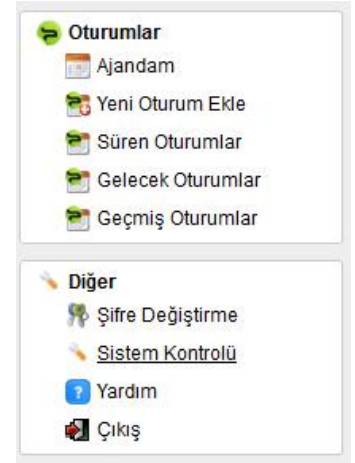 Oturumlar
Ajandam
Yeni Oturum Ekle
Süren Oturumlar
Gelecek Oturumlar
Geçmiş Oturumlar
Diğer
Şifre Değiştirme
Sistem Kontrolü
Yardım
Çıkış